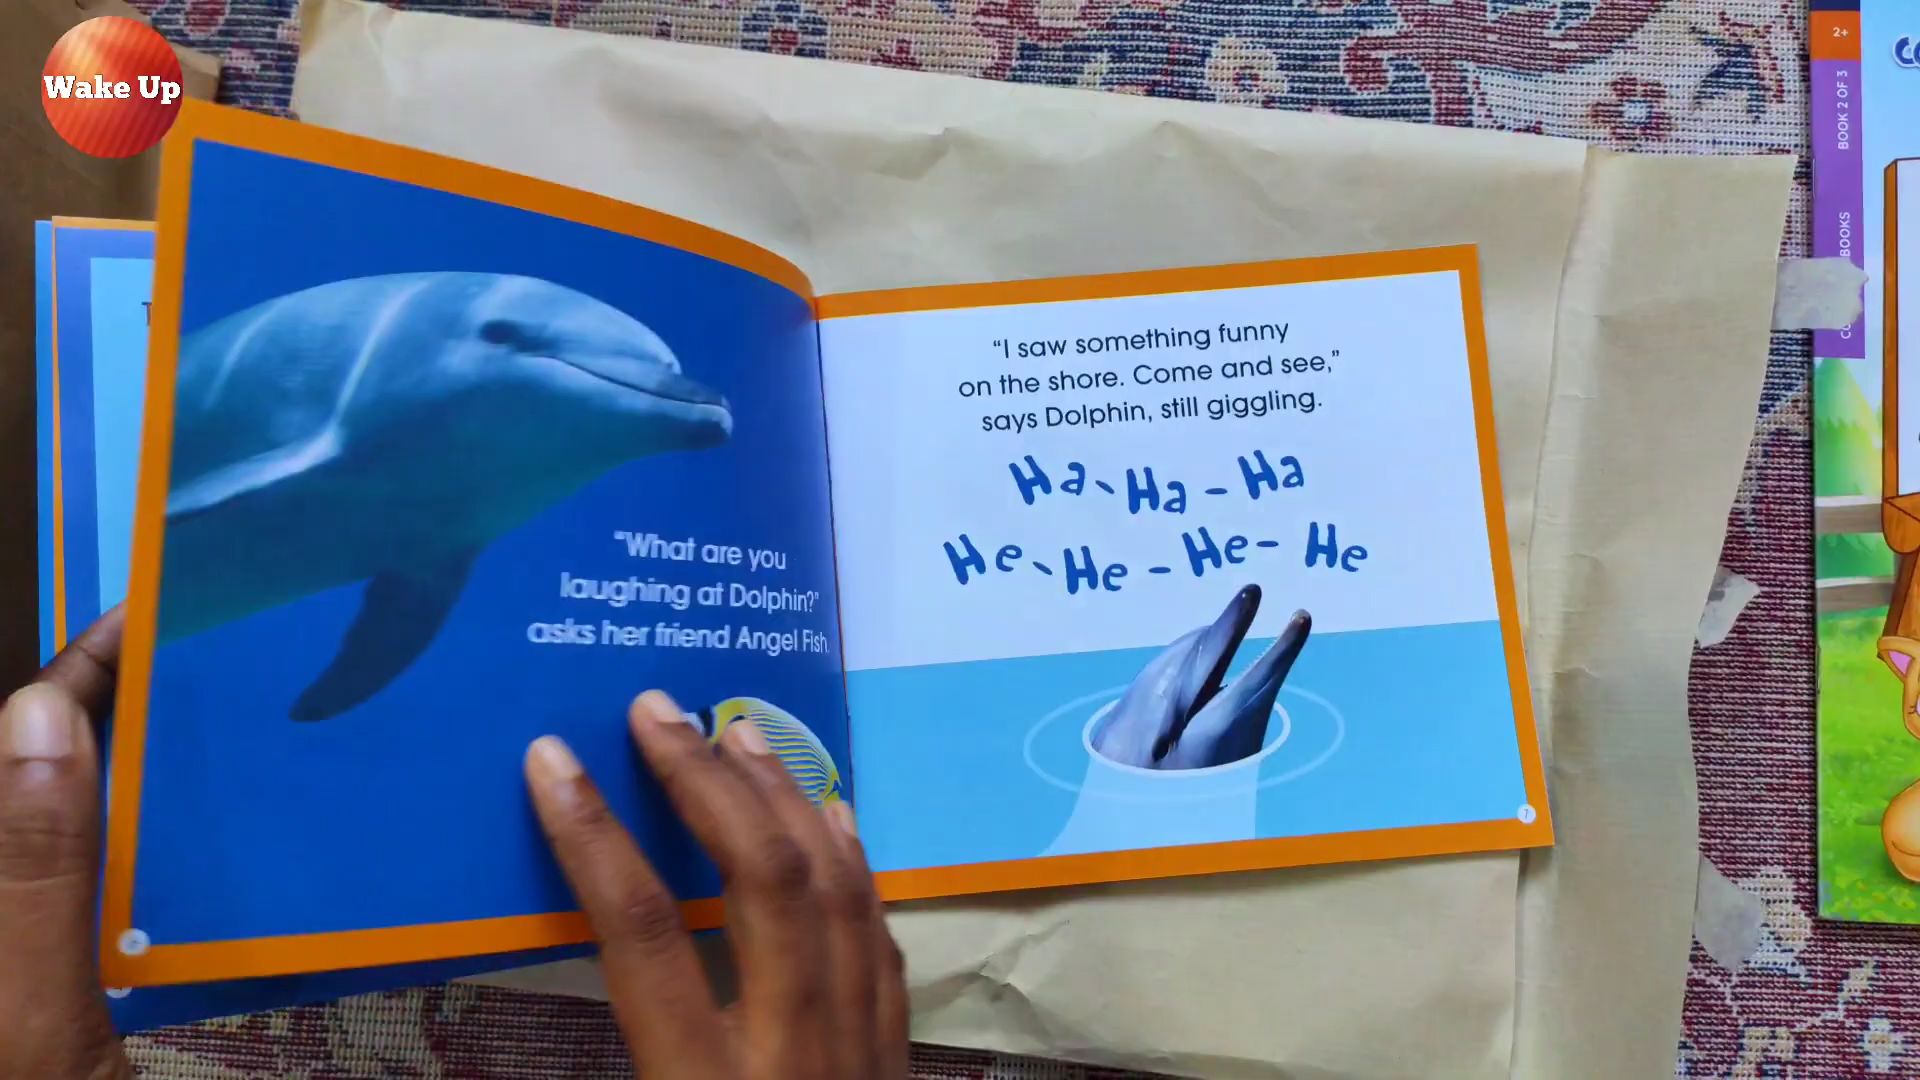 Wake Up
"What are you
laughing at Dolphin?"
asks her friend Angel Fish.
"I saw something funny
on the shore. Come and see,"
says Dolphin, still giggling.
Ha - Ha - Ha
He - He - He - He
7
2+
BOOK 2 OF 3
BOOKS